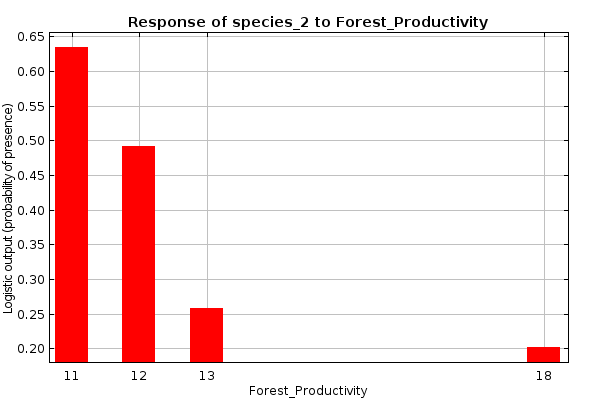 Response of species_2 to Forest_Productivity
Logistic output (probability of presence)
0.65
0.60
0.55
0.50
0.45
0.40
0.35
0.30
0.25
0.20
11 12 13 18
Forest_Productivity